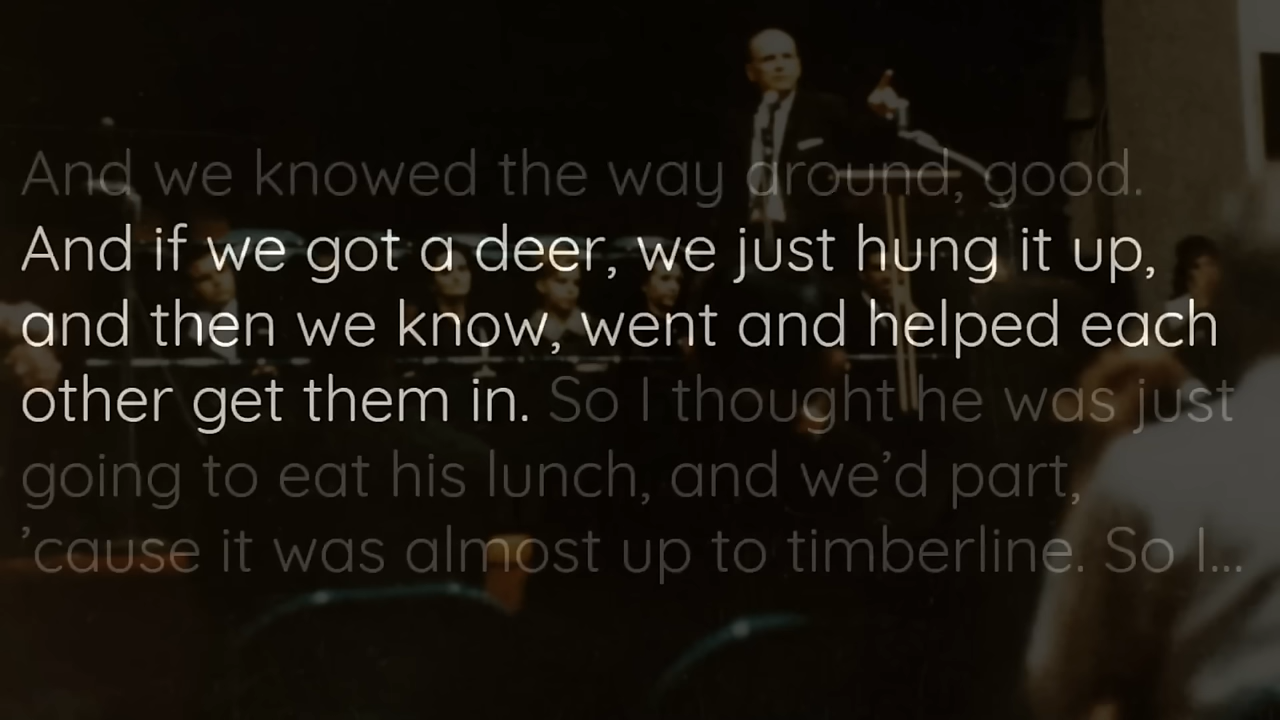 And we knowed the way around, good.
And if we got a deer, we just hung it up,
and then we know, went and helped each
other get them in. So I thought he was just
going to eat his lunch, and we’d part,
’cause it was almost up to timberline. So I...